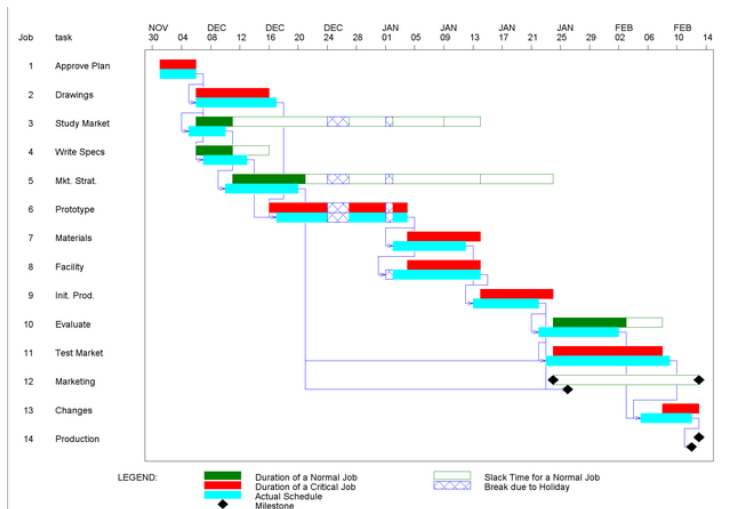 NOV DEC DEC DEC JAN JAN JAN FEB FEB
Job task 30 04 08 12 16 20 24 28 01 05 09 13 17 21 25 29 02 06 10 14
1 Approve Plan
2 Drawings
3 Study Market
4 Write Specs
5 Mkt. Strat.
6 Prototype
7 Materials
8 Facility
9 Init. Prod.
10 Evaluate
11 Test Market
12 Marketing
13 Changes
14 Production
LEGEND: Duration of a Normal Job Slack Time for a Normal Job
Duration of a Critical Job Break due to Holiday
Actual Schedule
Milestone